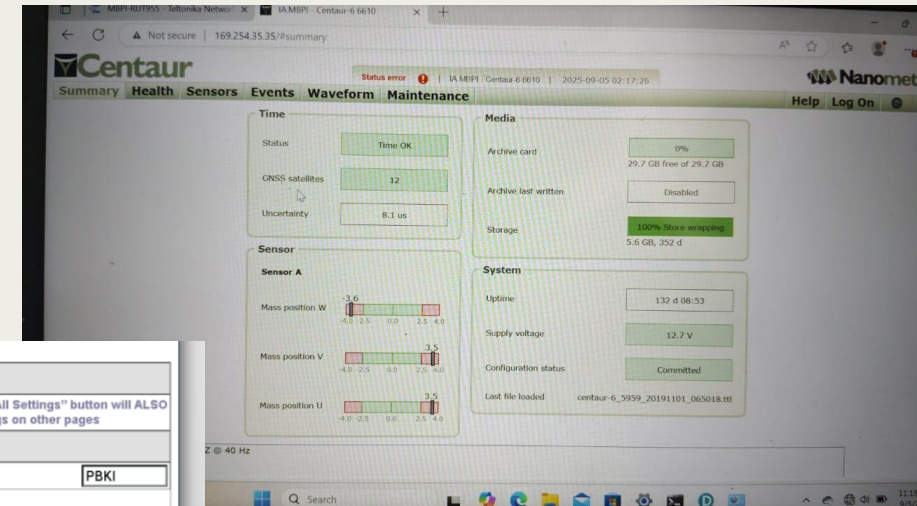 MBPI-RUT955 - Teltonika Networ
IA.MBPI - Centaur-6 6610
Not secure | 169.254.35.35/#summary
Centaur
Status error | IA.MBPI - Centaur-6 6610 | 2025-09-05 02:17:26
Nanomet
Summary Health Sensors Events Waveform Maintenance
Help Log On
Time
Status Time OK
GNSS satellites 12
Uncertainty 8.1 us
Media
Archive card 0%
29.7 GB free of 29.7 GB
Archive last written Disabled
Storage 100% Store wrapping
5.6 GB, 352 d
Sensor
Sensor A
Mass position W -3.6
-4.0 -2.5 0.0 2.5 4.0
Mass position V 3.5
-4.0 -2.5 0.0 2.5 4.0
Mass position U 3.5
-4.0 -2.5 0.0 2.5 4.0
System
Uptime 132 d 08:53
Supply voltage 12.7 V
Configuration status Committed
Last file loaded centaur-6_5959_20191101_065018.ttl
ll Settings" button will ALSO
gs on other pages
PBKI
Z @ 40 Hz
Search